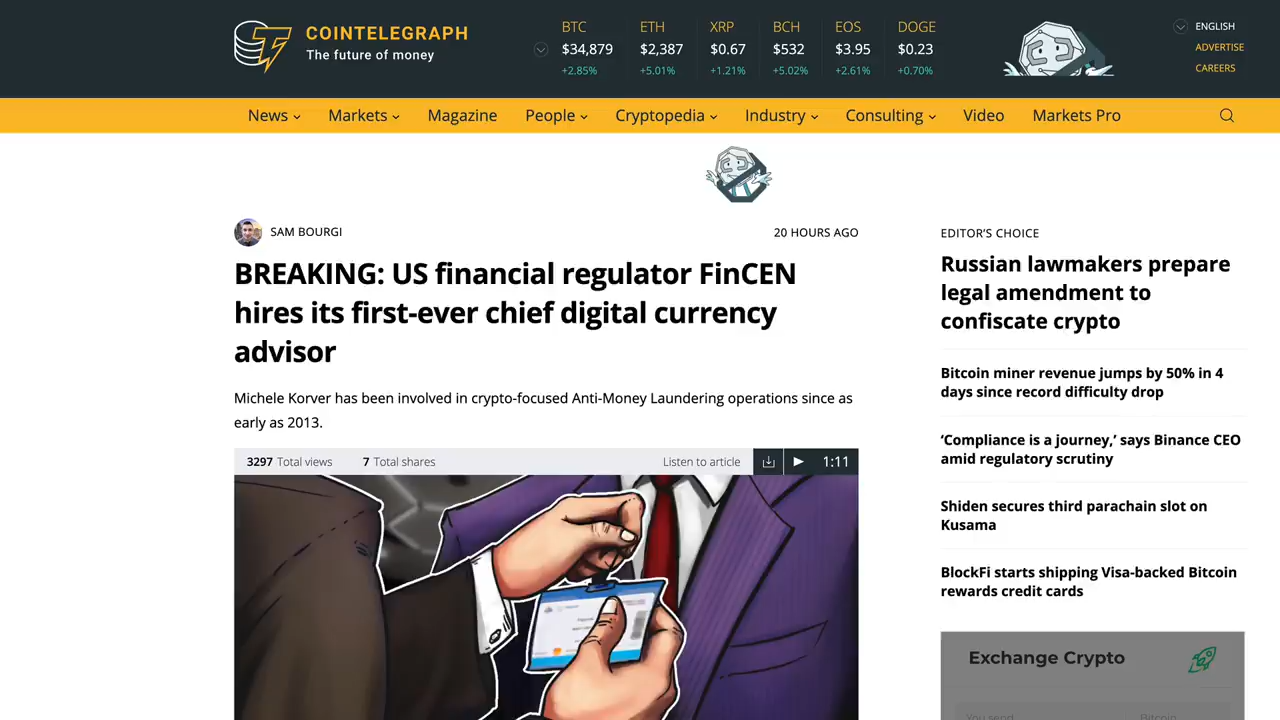 COINTELEGRAPH
The future of money
BTC
$34,879
+2.85%
ETH
$2,387
+5.01%
XRP
$0.67
+1.21%
BCH
$532
+5.02%
EOS
$3.95
+2.61%
DOGE
$0.23
+0.70%
ENGLISH
ADVERTISE
CAREERS
News
Markets
Magazine
People
Cryptopedia
Industry
Consulting
Video
Markets Pro
SAM BOURGI
20 HOURS AGO
BREAKING: US financial regulator FinCEN
hires its first-ever chief digital currency
advisor
Michele Korver has been involved in crypto-focused Anti-Money Laundering operations since as
early as 2013.
3297 Total views
7 Total shares
Listen to article
1:11
EDITOR'S CHOICE
Russian lawmakers prepare
legal amendment to
confiscate crypto
Bitcoin miner revenue jumps by 50% in 4
days since record difficulty drop
‘Compliance is a journey,’ says Binance CEO
amid regulatory scrutiny
Shiden secures third parachain slot on
Kusama
BlockFi starts shipping Visa-backed Bitcoin
rewards credit cards
Exchange Crypto
You send
Bitcoin